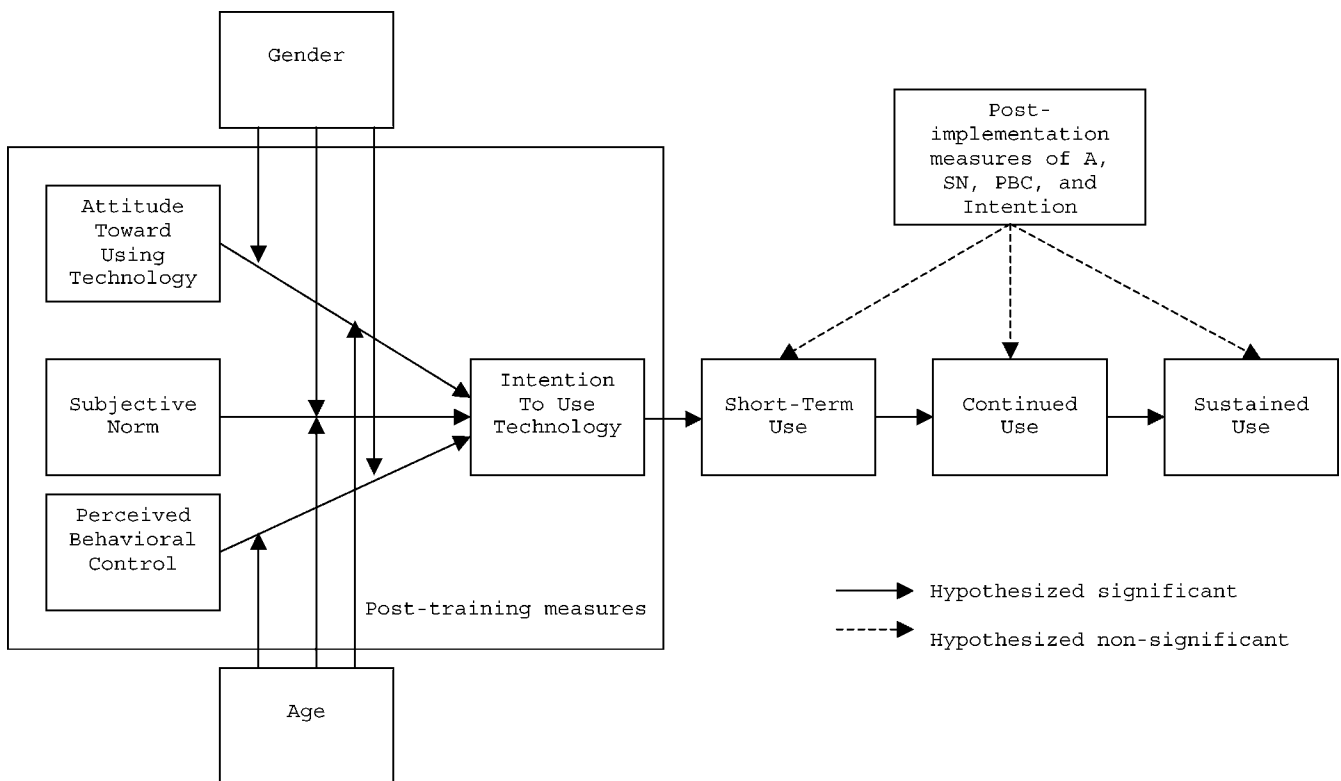 Gender
Post-
implementation
measures of A,
SN, PBC, and
Intention
Attitude
Toward
Using
Technology
Subjective
Norm
Perceived
Behavioral
Control
Intention
To Use
Technology
Short-Term
Use
Continued
Use
Sustained
Use
Post-training measures
Hypothesized significant
Hypothesized non-significant
Age